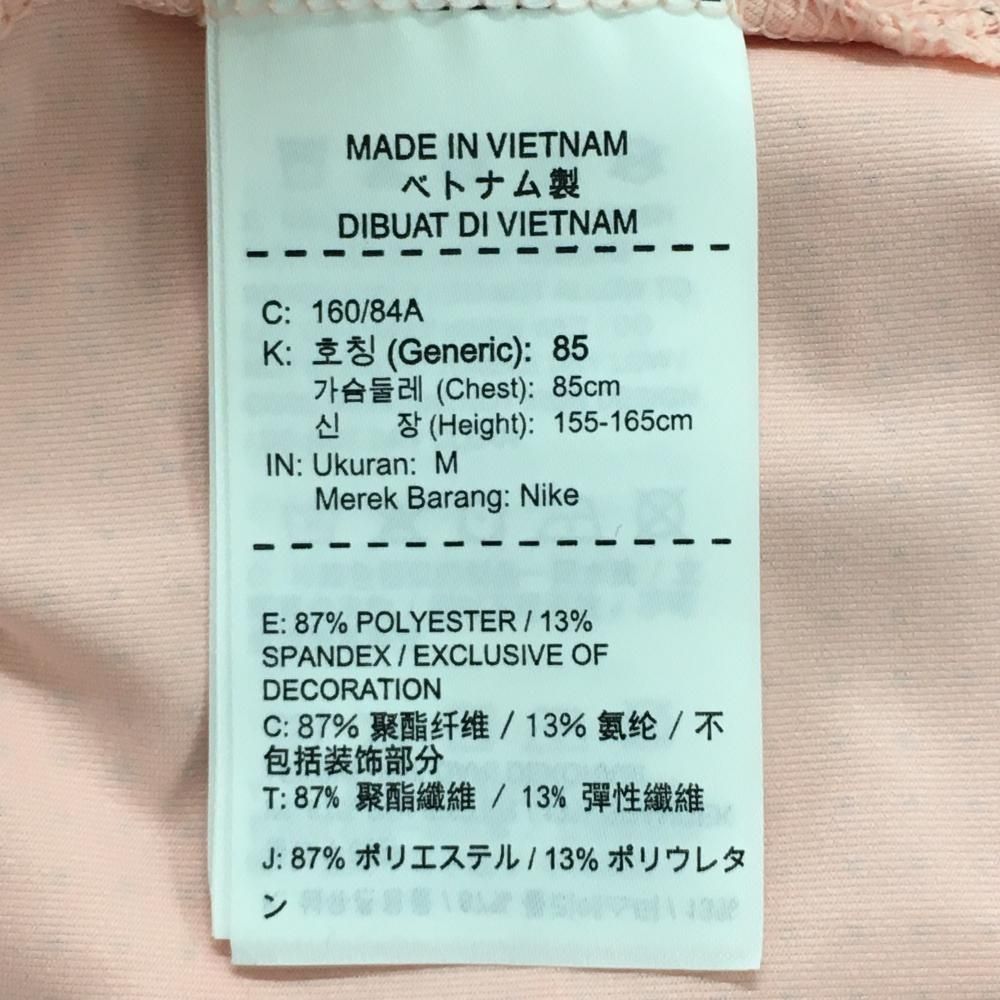 MADE IN VIETNAM
ベトナム製
DIBUAT DI VIETNAM
C: 160/84A
K: 호칭 (Generic): 85
가슴둘레 (Chest): 85cm
신 장 (Height): 155-165cm
IN: Ukuran: M
Merek Barang: Nike
E: 87% POLYESTER / 13%
SPANDEX / EXCLUSIVE OF
DECORATION
C: 87% 聚酯纤维 / 13% 氨纶 / 不
包括装饰部分
T: 87% 聚酯纖維 / 13% 彈性纖維
J: 87% ポリエステル / 13% ポリウレタ
ン